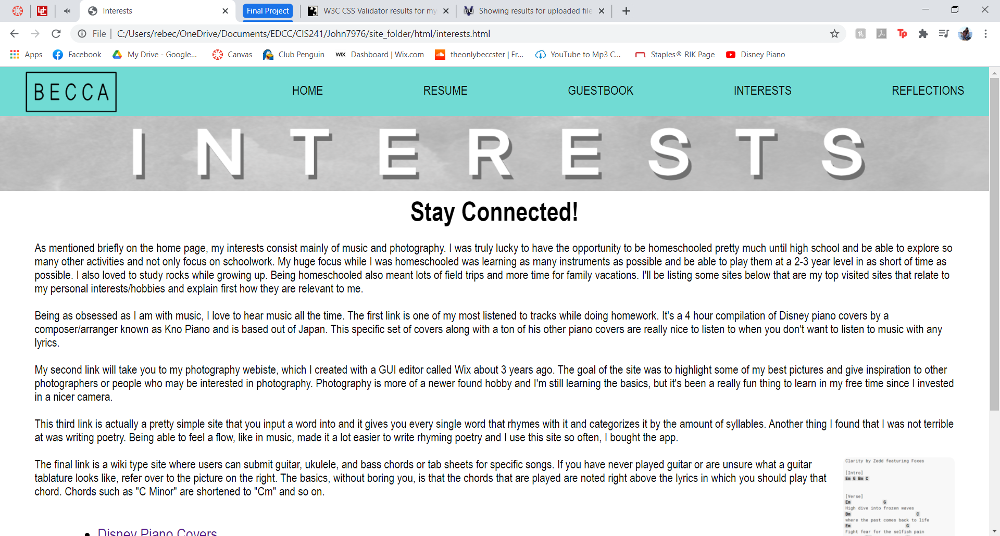 Interests
Final Project
W3C CSS Validator results for my
Showing results for uploaded file
File | C:/Users/rebec/OneDrive/Documents/EDCC/CIS241/John7976/site_folder/html/interests.html
Apps
Facebook
My Drive - Google...
Canvas
Club Penguin
WIX
Dashboard | Wix.com
theonlybeccster | Fr...
YouTube to Mp3 C...
Staples® RIK Page
Disney Piano
BECCA
HOME
RESUME
GUESTBOOK
INTERESTS
REFLECTIONS
INTERESTS
Stay Connected!
As mentioned briefly on the home page, my interests consist mainly of music and photography. I was truly lucky to have the opportunity to be homeschooled pretty much until high school and be able to explore so
many other activities and not only focus on schoolwork. My huge focus while I was homeschooled was learning as many instruments as possible and be able to play them at a 2-3 year level in as short of time as
possible. I also loved to study rocks while growing up. Being homeschooled also meant lots of field trips and more time for family vacations. I'll be listing some sites below that are my top visited sites that relate to
my personal interests/hobbies and explain first how they are relevant to me.
Being as obsessed as I am with music, I love to hear music all the time. The first link is one of my most listened to tracks while doing homework. It's a 4 hour compilation of Disney piano covers by a
composer/arranger known as Kno Piano and is based out of Japan. This specific set of covers along with a ton of his other piano covers are really nice to listen to when you don't want to listen to music with any
lyrics.
My second link will take you to my photography webiste, which I created with a GUI editor called Wix about 3 years ago. The goal of the site was to highlight some of my best pictures and give inspiration to other
photographers or people who may be interested in photography. Photography is more of a newer found hobby and I'm still learning the basics, but it's been a really fun thing to learn in my free time since I invested
in a nicer camera.
This third link is actually a pretty simple site that you input a word into and it gives you every single word that rhymes with it and categorizes it by the amount of syllables. Another thing I found that I was not terrible
at was writing poetry. Being able to feel a flow, like in music, made it a lot easier to write rhyming poetry and I use this site so often, I bought the app.
The final link is a wiki type site where users can submit guitar, ukulele, and bass chords or tab sheets for specific songs. If you have never played guitar or are unsure what a guitar
tablature looks like, refer over to the picture on the right. The basics, without boring you, is that the chords that are played are noted right above the lyrics in which you should play that
chord. Chords such as "C Minor" are shortened to "Cm" and so on.
Clarity by Zedd featuring Foxes
[Intro]
Em G Bm C
[Verse]
Em G
High dive into frozen waves
Bm C
where the past comes back to life
Em G
Fight fear for the selfish pain
Disney Piano Covers